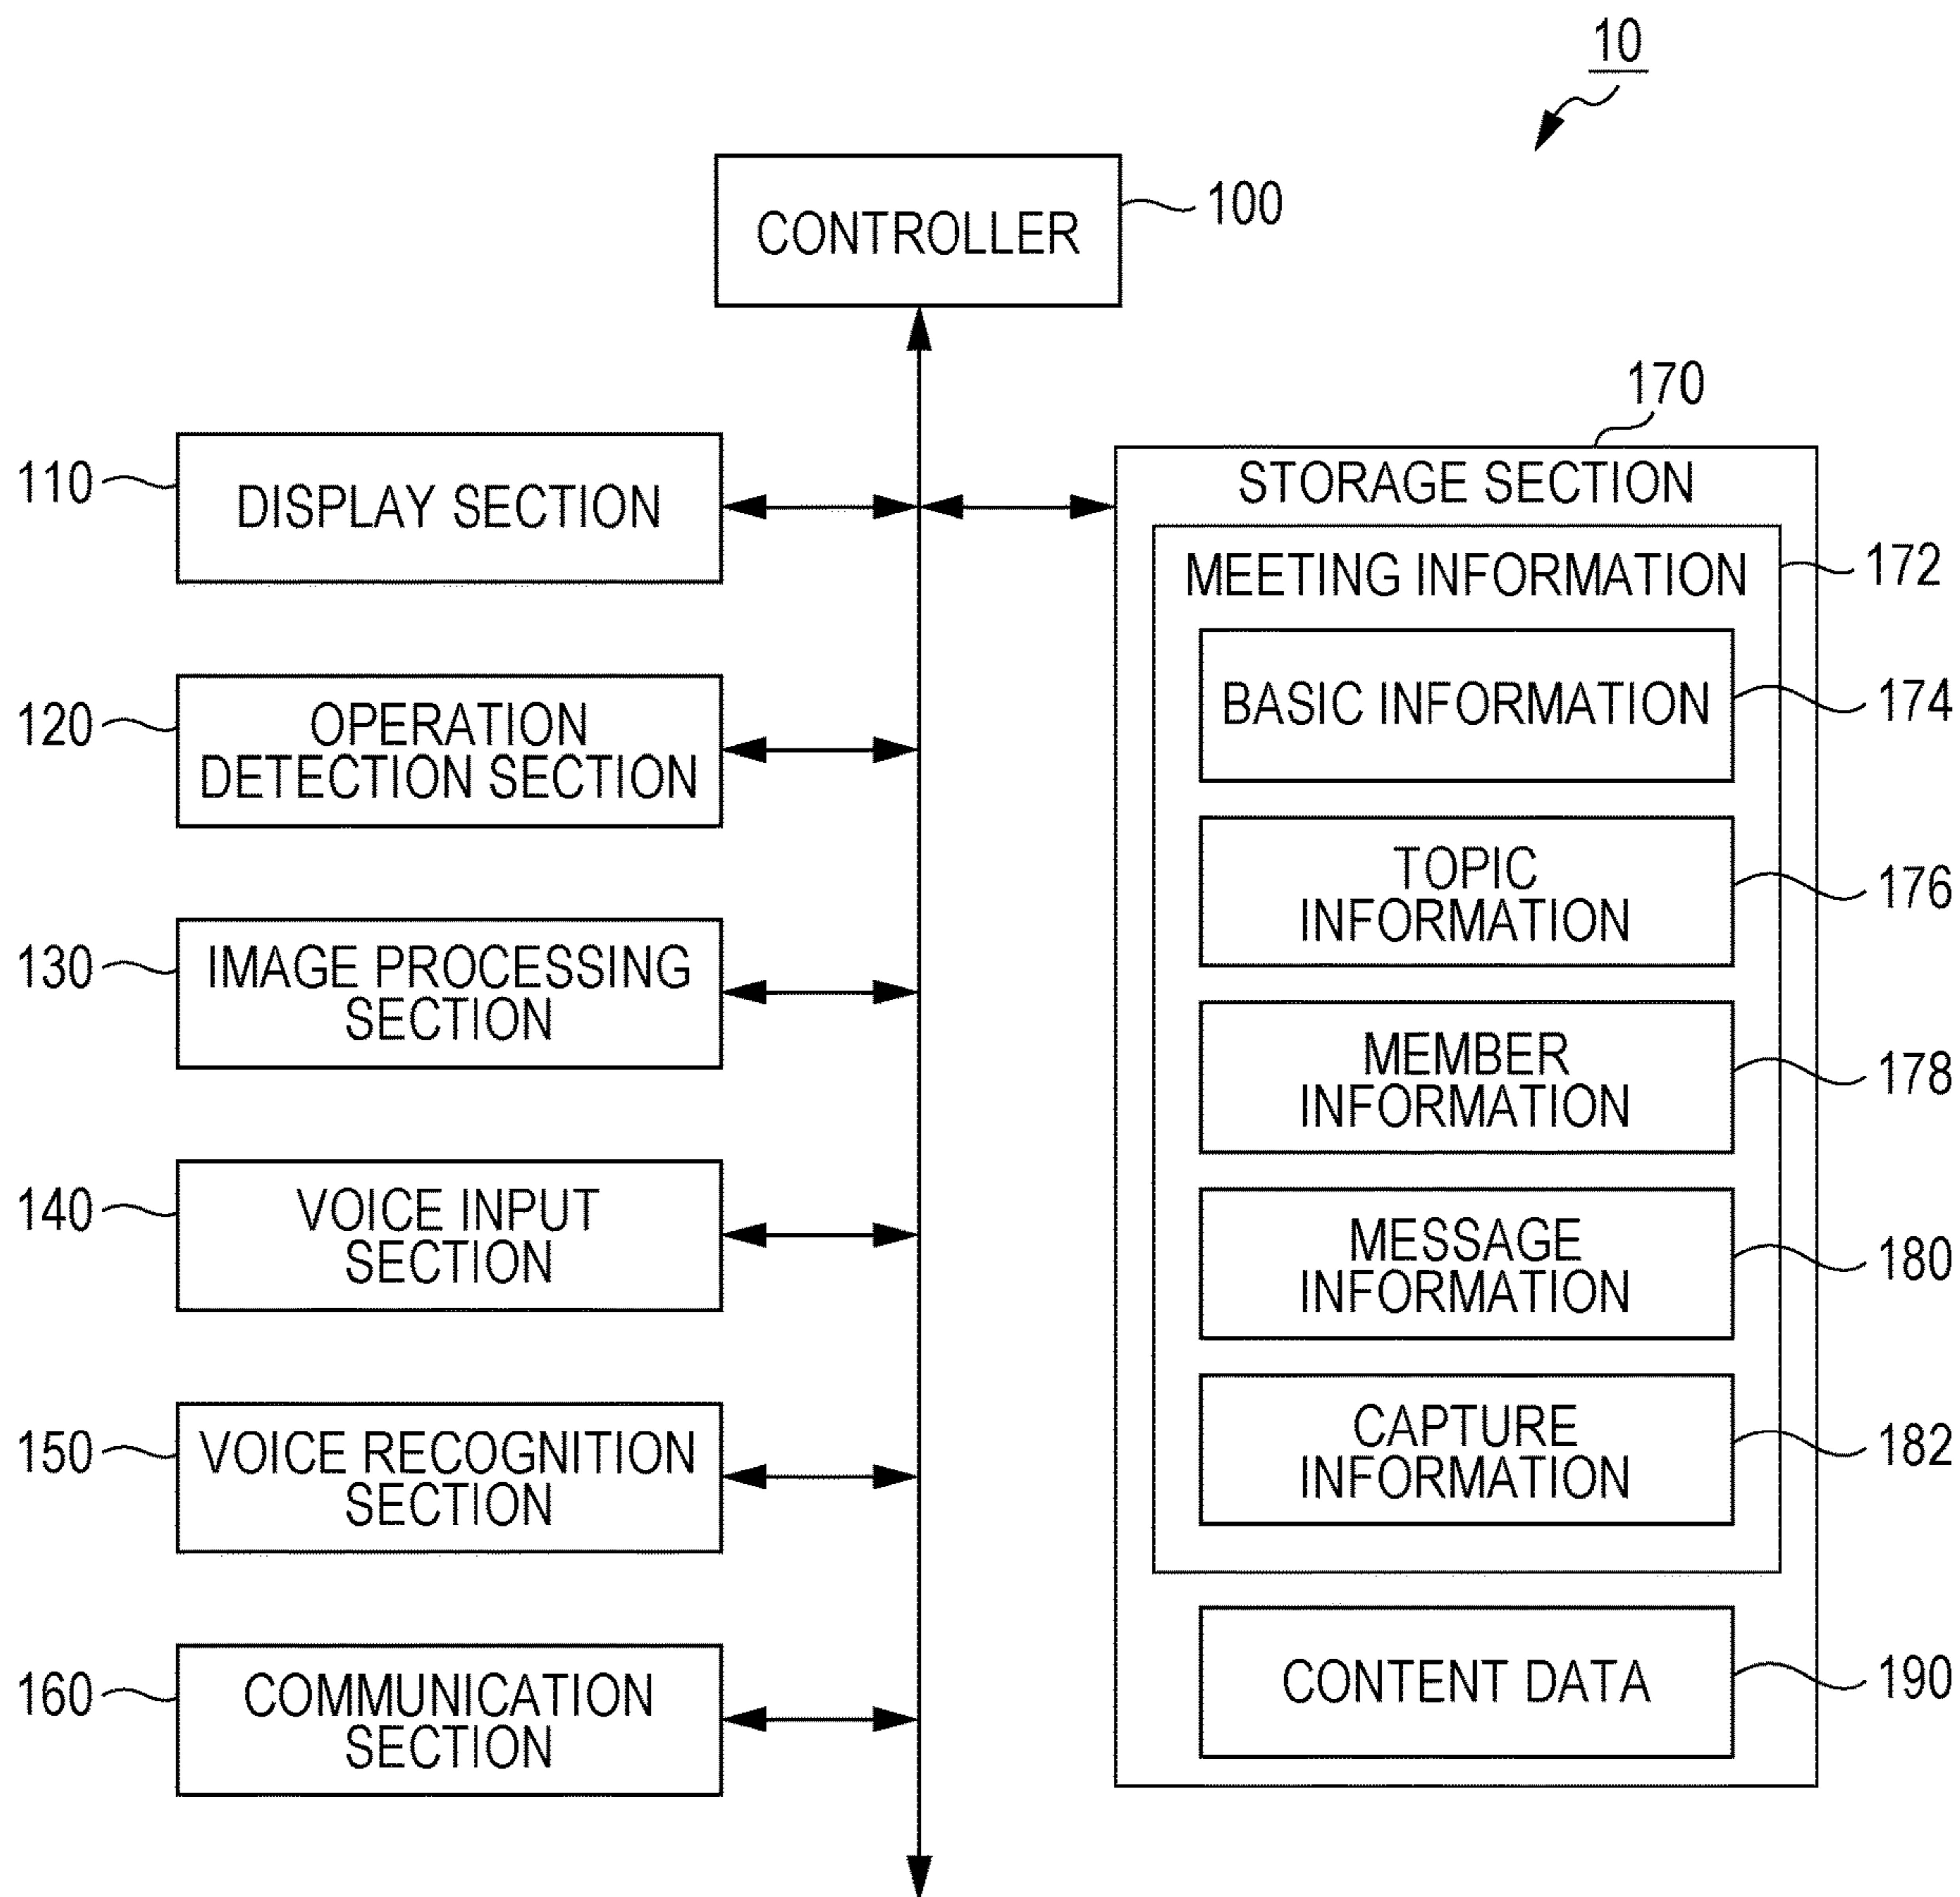 10
CONTROLLER
100
110
DISPLAY SECTION
120
OPERATION
DETECTION SECTION
130
IMAGE PROCESSING
SECTION
140
VOICE INPUT
SECTION
150
VOICE RECOGNITION
SECTION
160
COMMUNICATION
SECTION
170
STORAGE SECTION
MEETING INFORMATION
172
BASIC INFORMATION
174
TOPIC
INFORMATION
176
MEMBER
INFORMATION
178
MESSAGE
INFORMATION
180
CAPTURE
INFORMATION
182
CONTENT DATA
190